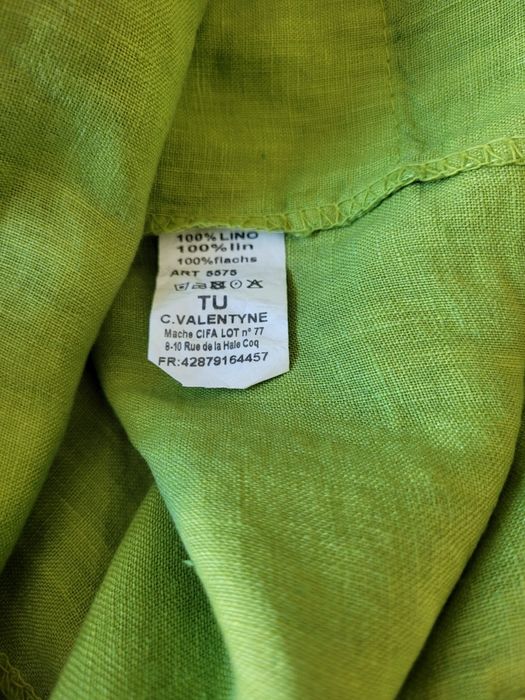 100% LINO
100% lin
100% flachs
ART 5575
TU
C.VALENTYNE
Mache CIFA LOT n° 77
8-10 Rue de la Hale Coq
FR:42879164457